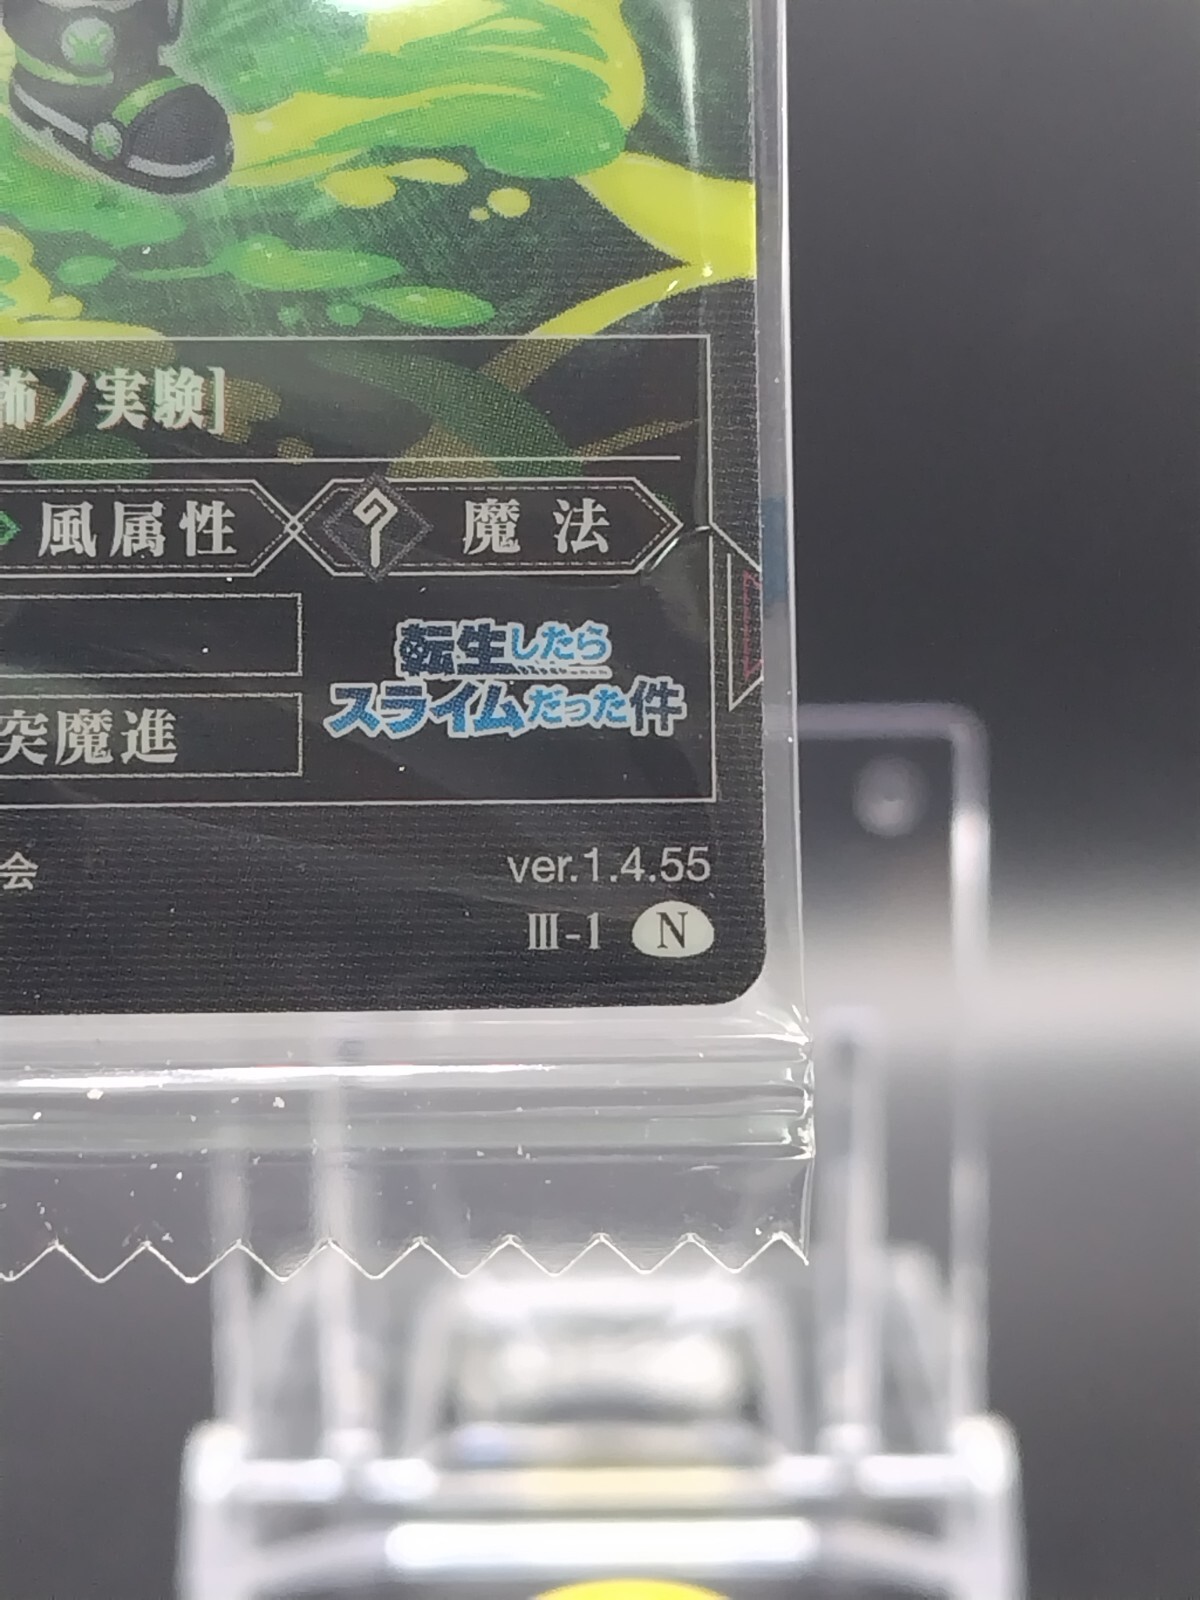 怖ノ実験]
風属性
魔法
転生したら
スライムだった件
突魔進
会
ver.1.4.55
III-1 N